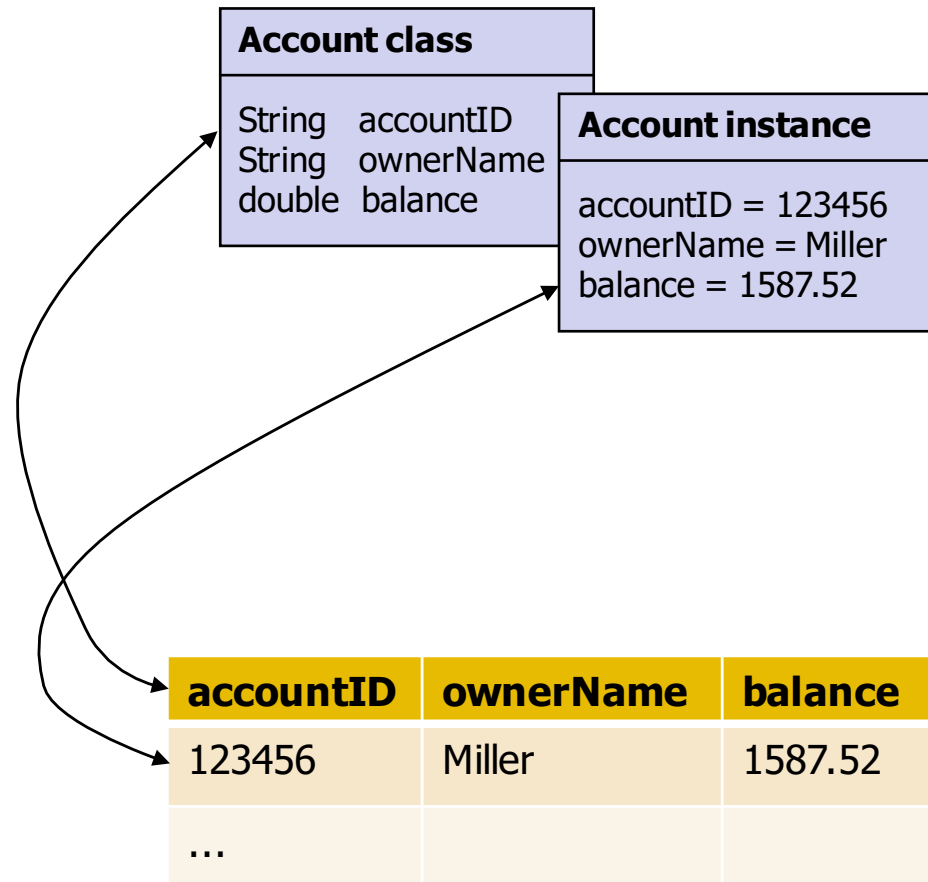 Account class
String accountID
String ownerName
double balance
Account instance
accountID = 123456
ownerName = Miller
balance = 1587.52
accountID ownerName balance
123456 Miller 1587.52
...